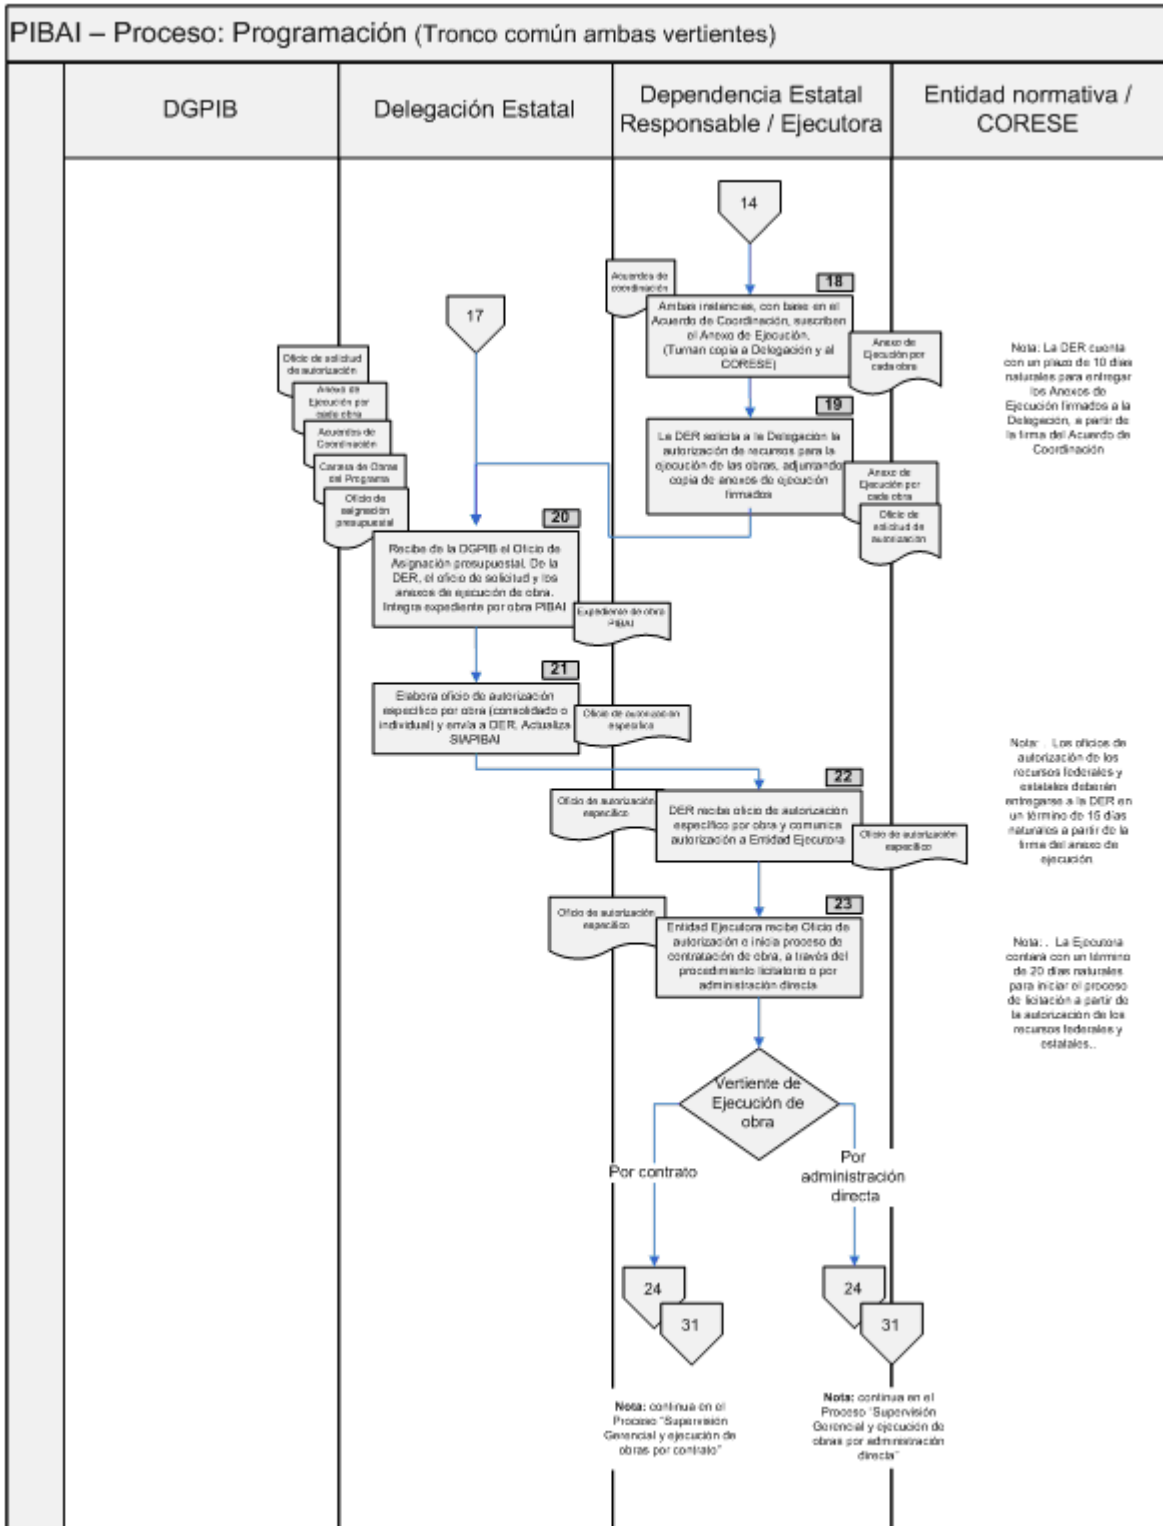 PIBAI – Proceso: Programación (Tronco común ambas vertientes)
DGPIB
Delegación Estatal
Dependencia Estatal
Responsable / Ejecutora
Entidad normativa /
CORESE
14
Acuerdos de
coordinación
18
Ambas instancias, con base en el
Acuerdo de Coordinación, suscriben
el Anexo de Ejecución.
(Turnan copia a Delegación y al
CORESE)
Anexo de
Ejecución por
cada obra
Nota: La DER cuenta
con un plazo de 10 días
naturales para entregar
los Anexos de
Ejecución firmados a la
Delegación, a partir de
la firma del Acuerdo de
Coordinación
17
Oficio de solicitud
de autorización
Anexo de
Ejecución por
cada obra
Acuerdos de
Coordinación
Cartera de Obras
del Programa
Oficio de
asignación
presupuestal
19
La DER solicita a la Delegación la
autorización de recursos para la
ejecución de las obras, adjuntando
copia de anexos de ejecución
firmados
Anexo de
Ejecución por
cada obra
Oficio de
solicitud de
autorización
20
Recibe de la DGPIB el Oficio de
Asignación presupuestal. De la
DER, el oficio de solicitud y los
anexos de ejecución de obra.
Integra expediente por obra PIBAI
Expediente de obra
PIBAI
21
Elabora oficio de autorización
específico por obra (consolidado o
individual) y envía a DER. Actualiza
SIAPIBAI
Oficio de autorización
específico
22
Oficio de autorización
específico
DER recibe oficio de autorización
específico por obra y comunica
autorización a Entidad Ejecutora
Oficio de autorización
específico
Nota: . Los oficios de
autorización de los
recursos federales y
estatales deberán
entregarse a la DER en
un término de 15 días
naturales a partir de la
firma del anexo de
ejecución.
23
Oficio de autorización
específico
Entidad Ejecutora recibe Oficio de
autorización e inicia proceso de
contratación de obra, a través del
procedimiento licitatorio o por
administración directa
Nota: . La Ejecutora
contará con un término
de 20 días naturales
para iniciar el proceso
de licitación a partir de
la autorización de los
recursos federales y
estatales..
Vertiente de
Ejecución de
obra
Por contrato
Por
administración
directa
24
31
24
31
Nota: continua en el
Proceso "Supervisión
Gerencial y ejecución de
obras por contrato"
Nota: continua en el
Proceso "Supervisión
Gerencial y ejecución de
obras por administración
directa"